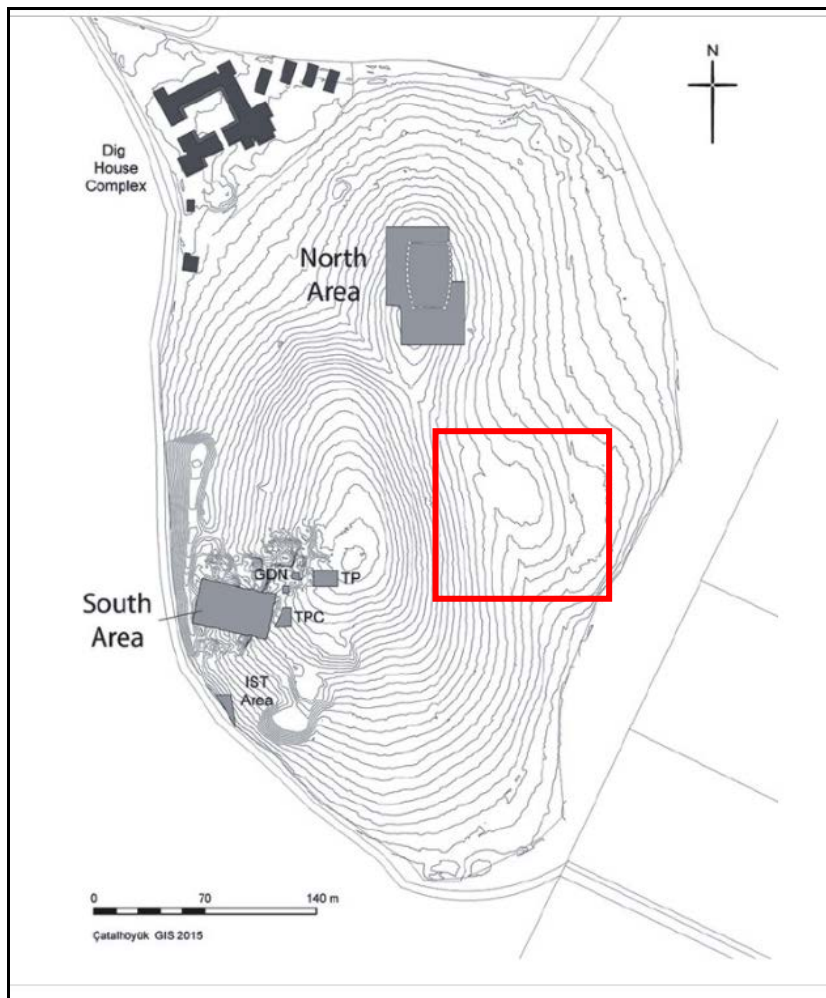 N
Dig
House
Complex
North
Area
GDN
TP
South
Area
TPC
IST
Area
0 70 140 m
Çatalhöyük GIS 2015